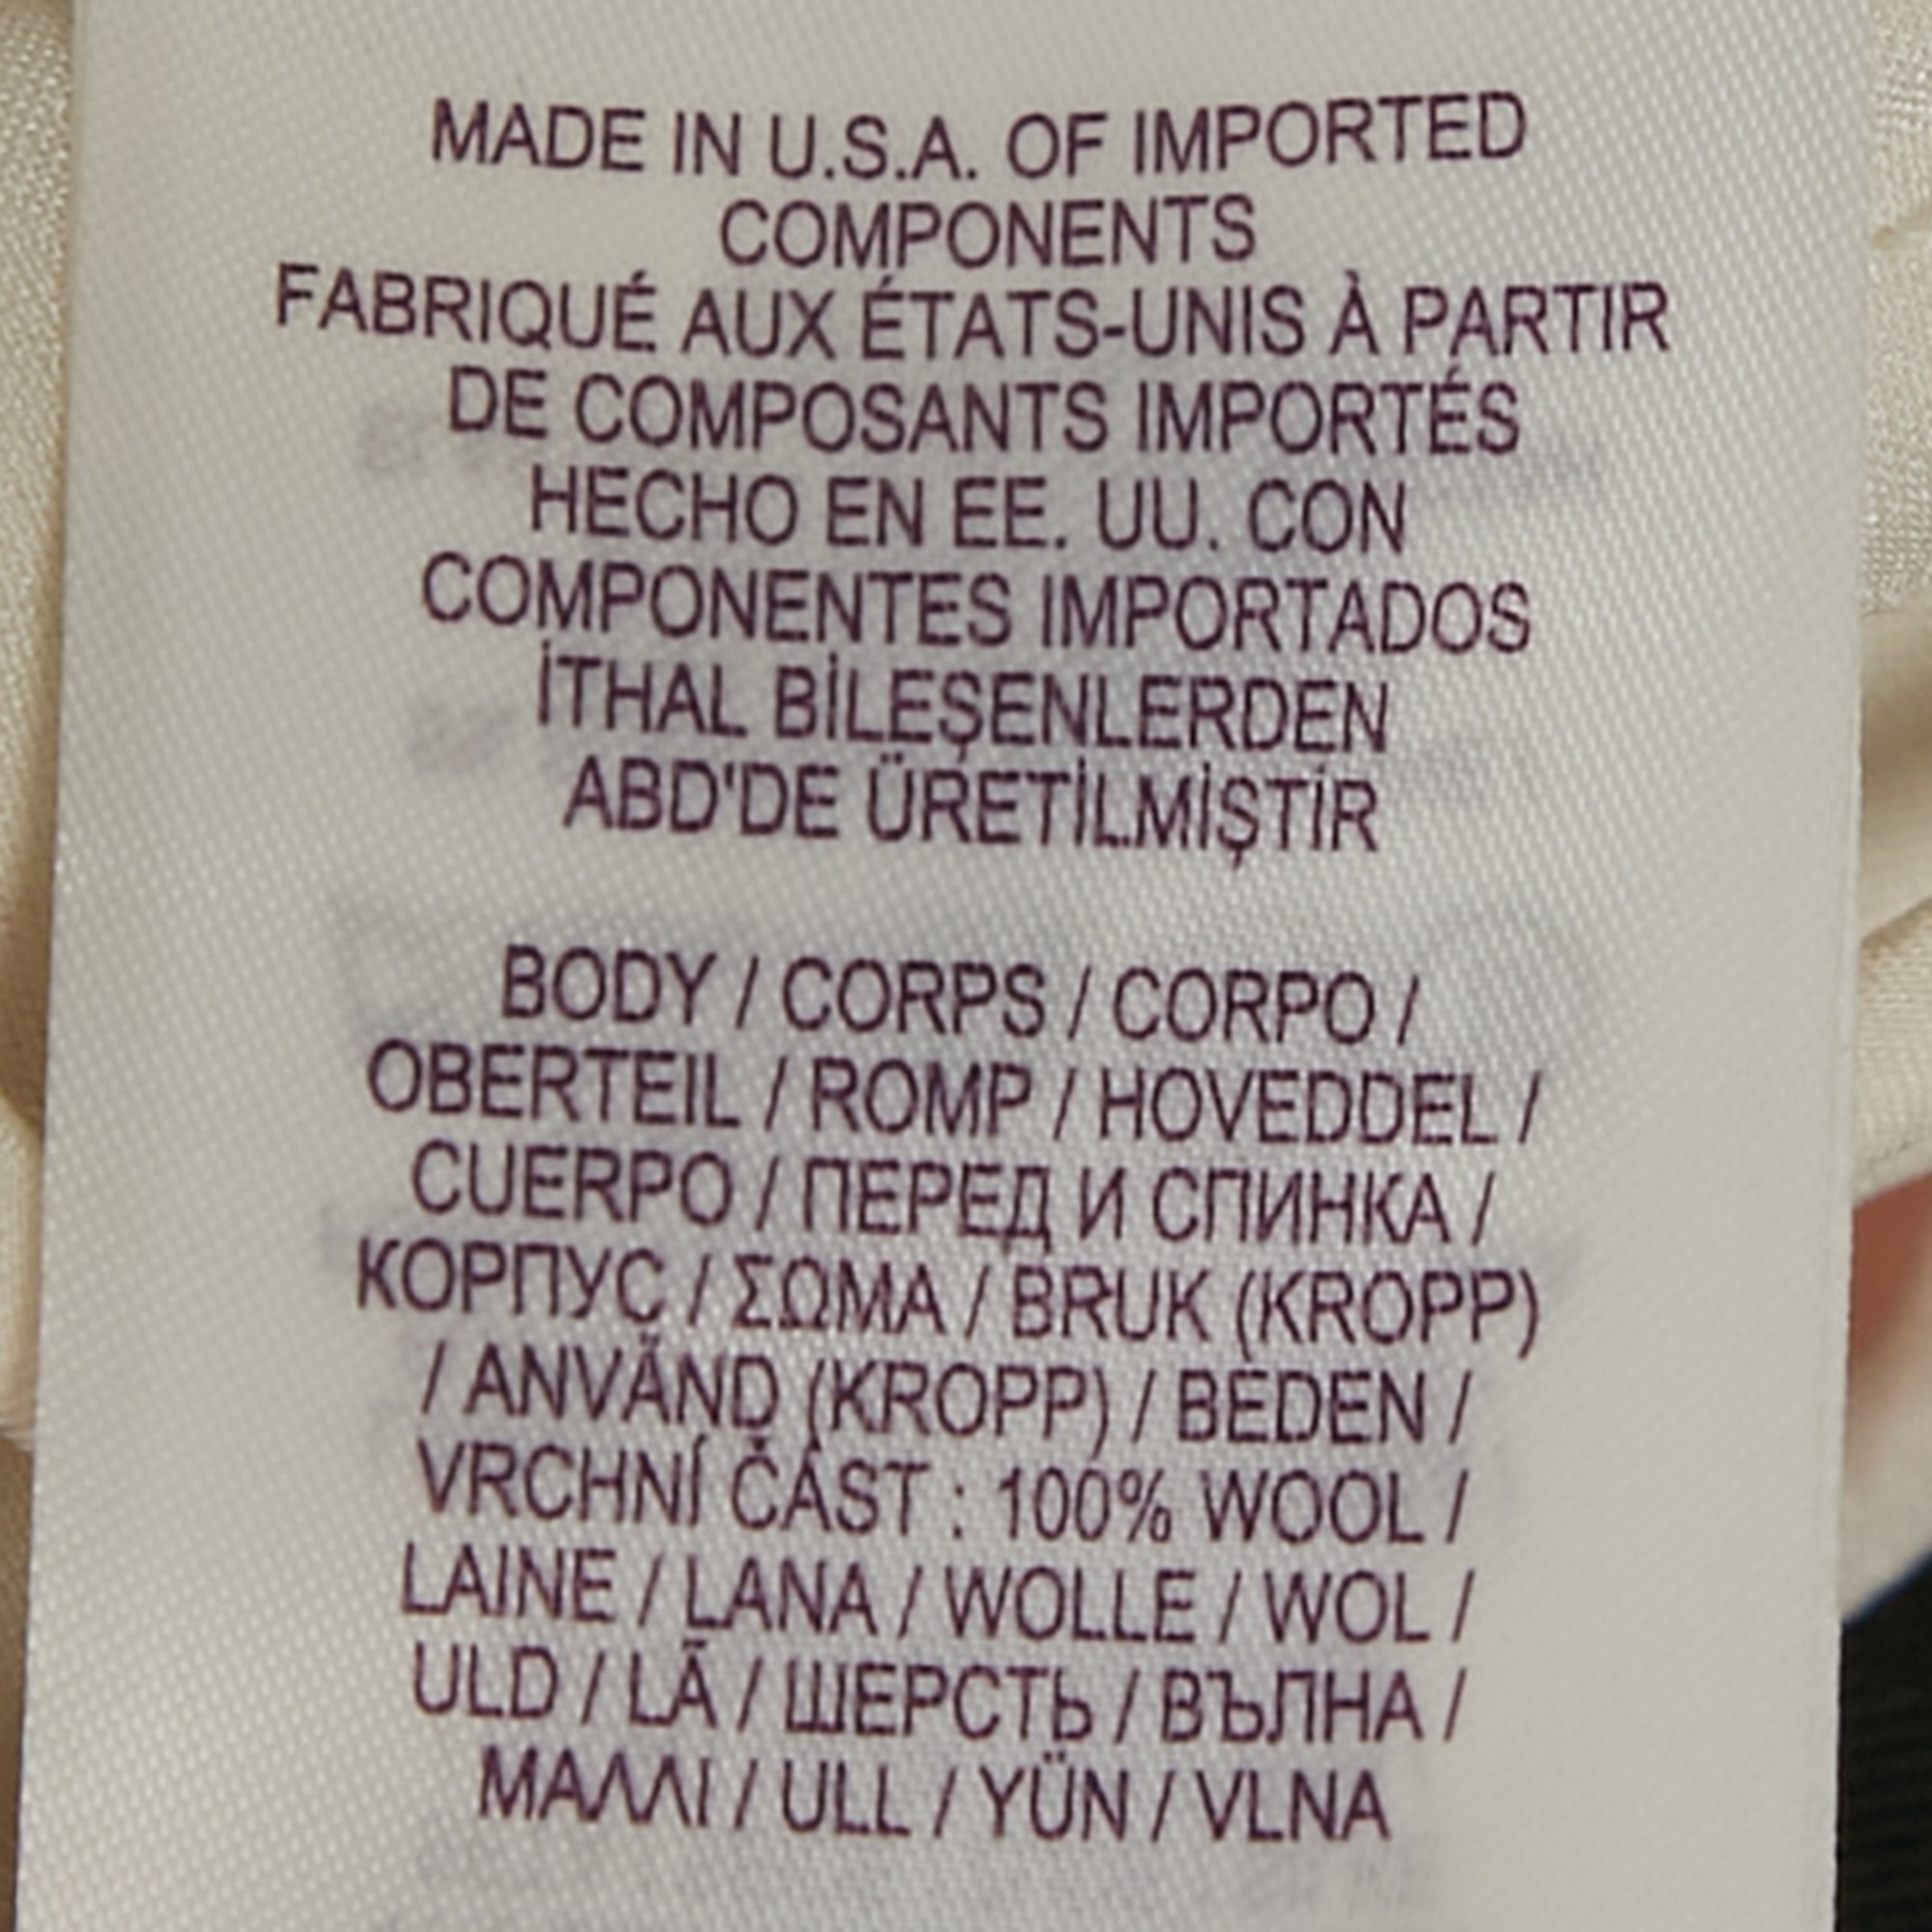 MADE IN U.S.A. OF IMPORTED
COMPONENTS
FABRIQUÉ AUX ÉTATS-UNIS À PARTIR
DE COMPOSANTS IMPORTÉS
HECHO EN EE. UU. CON
COMPONENTES IMPORTADOS
İTHAL BİLEŞENLERDEN
ABD'DE ÜRETİLMİŞTİR
BODY / CORPS / CORPO /
OBERTEIL / ROMP / HOVEDDEL /
CUERPO / ПЕРЕД И СПИНКА /
КОРПУС / ΣΩΜΑ / BRUK (KROPP)
/ ANVÄND (KROPP) / BEDEN /
VRCHNÍ ČÁST : 100% WOOL /
LAINE / LANA / WOLLE / WOL /
ULD / LÃ / ШЕРСТЬ / ВЪЛНА /
ΜΑΛΛΙ / ULL / YÜN / VLNA